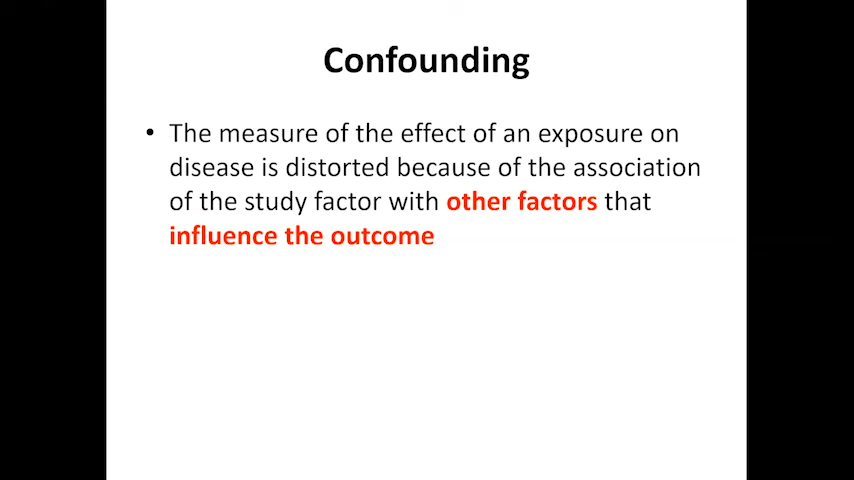 Confounding
• The measure of the effect of an exposure on
disease is distorted because of the association
of the study factor with other factors that
influence the outcome